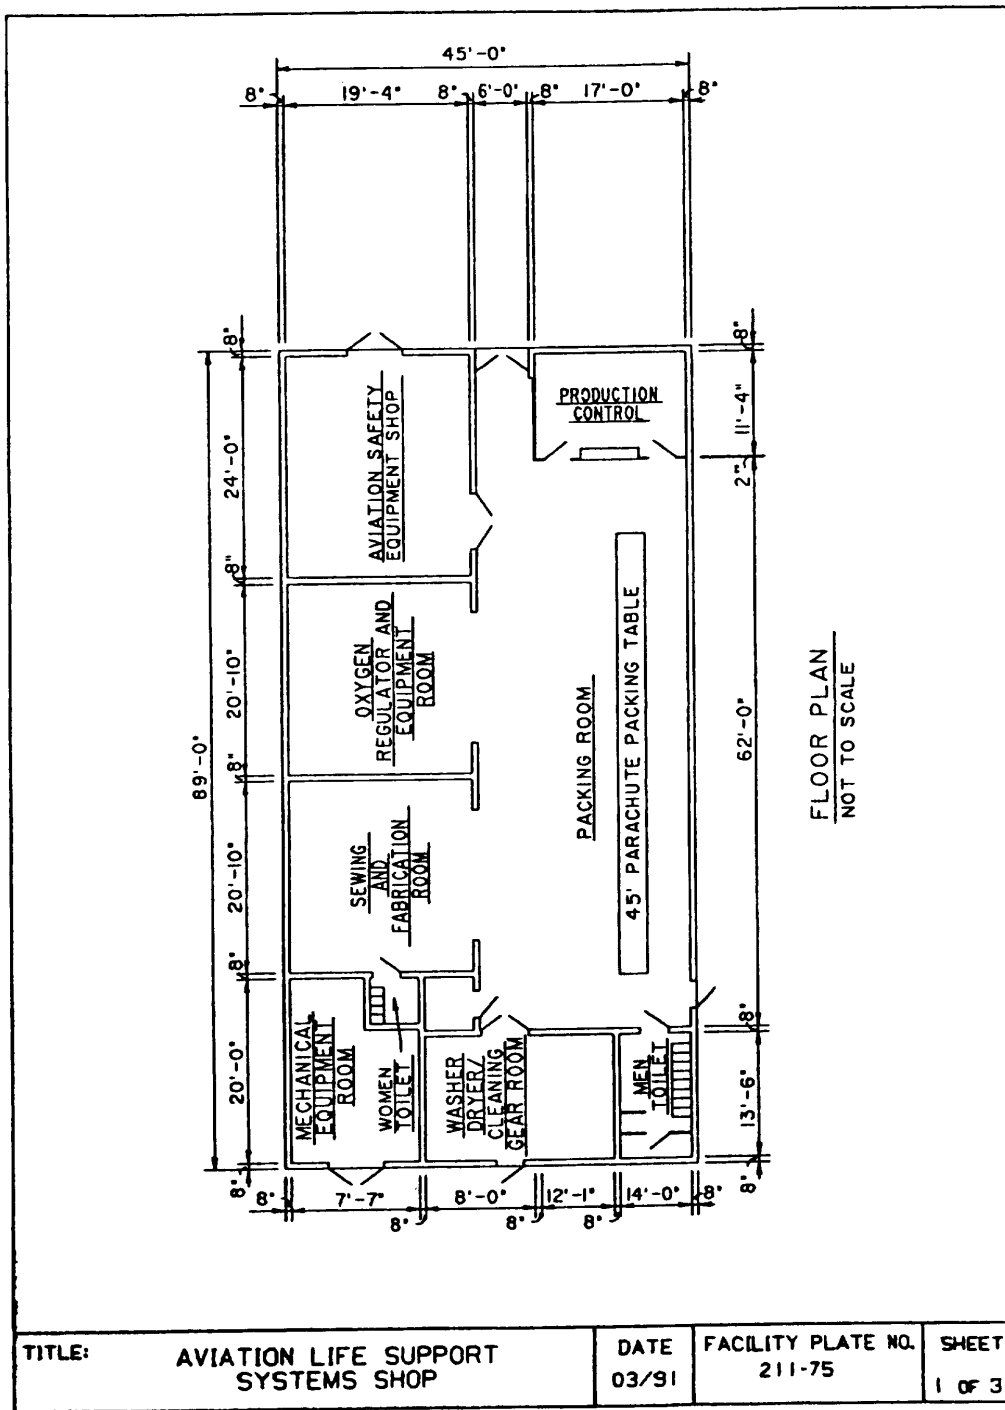 45'-0"
8" 19'-4" 8" 6'-0" 8" 17'-0" 8"
8"
24'-0"
8"
20'-10"
8"
20'-10"
8"
20'-0"
8"
89'-0"
8"
11'-4"
2"
62'-0"
8"
13'-6"
8"
PRODUCTION
CONTROL
AVIATION SAFETY
EQUIPMENT SHOP
OXYGEN
REGULATOR AND
EQUIPMENT
ROOM
PACKING ROOM
45' PARACHUTE PACKING TABLE
SEWING
AND
FABRICATION
ROOM
MECHANICAL
EQUIPMENT
ROOM
WOMEN
TOILET
WASHER
DRYER/
CLEANING
GEAR ROOM
MEN
TOILET
8" 7'-7" 8" 8'-0" 8" 12'-1" 8" 14'-0" 8"
FLOOR PLAN
NOT TO SCALE
TITLE:
AVIATION LIFE SUPPORT
SYSTEMS SHOP
DATE
03/91
FACILITY PLATE NO.
211-75
SHEET
1 OF 3